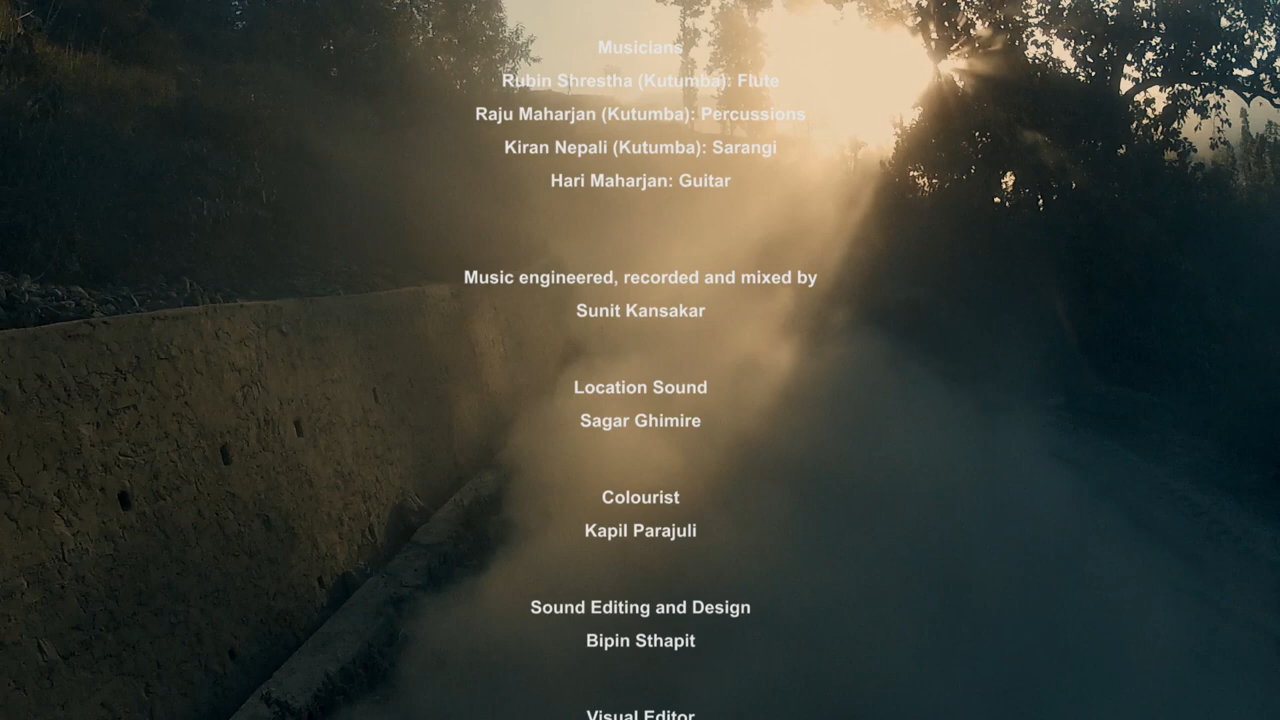 Musicians
Rubin Shrestha (Kutumba): Flute
Raju Maharjan (Kutumba): Percussions
Kiran Nepali (Kutumba): Sarangi
Hari Maharjan: Guitar
Music engineered, recorded and mixed by
Sunit Kansakar
Location Sound
Sagar Ghimire
Colourist
Kapil Parajuli
Sound Editing and Design
Bipin Sthapit
Visual Editor